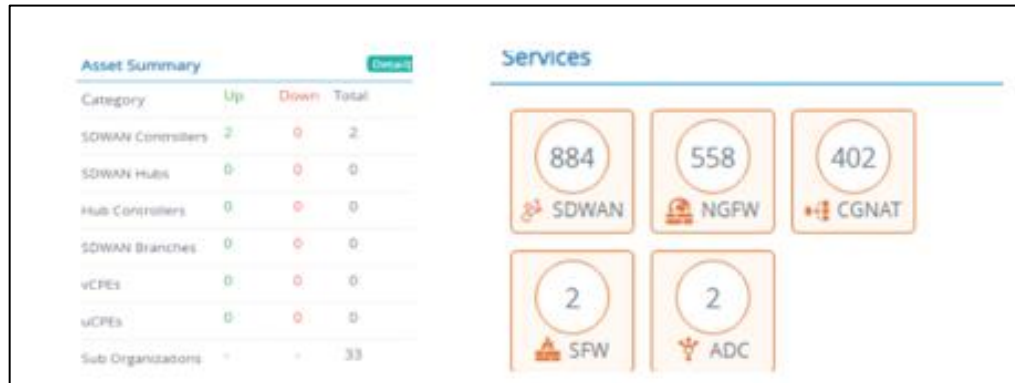 Asset Summary
Category Up Down Total
SDWAN Controllers 2 0 2
SDWAN Hubs 0 0 0
Hub Controllers 0 0 0
SDWAN Branches 0 0 0
vCPEs 0 0 0
uCPEs 0 0 0
Sub Organizations - - 33
Services
884
SDWAN
558
NGFW
402
CGNAT
2
SFW
2
ADC